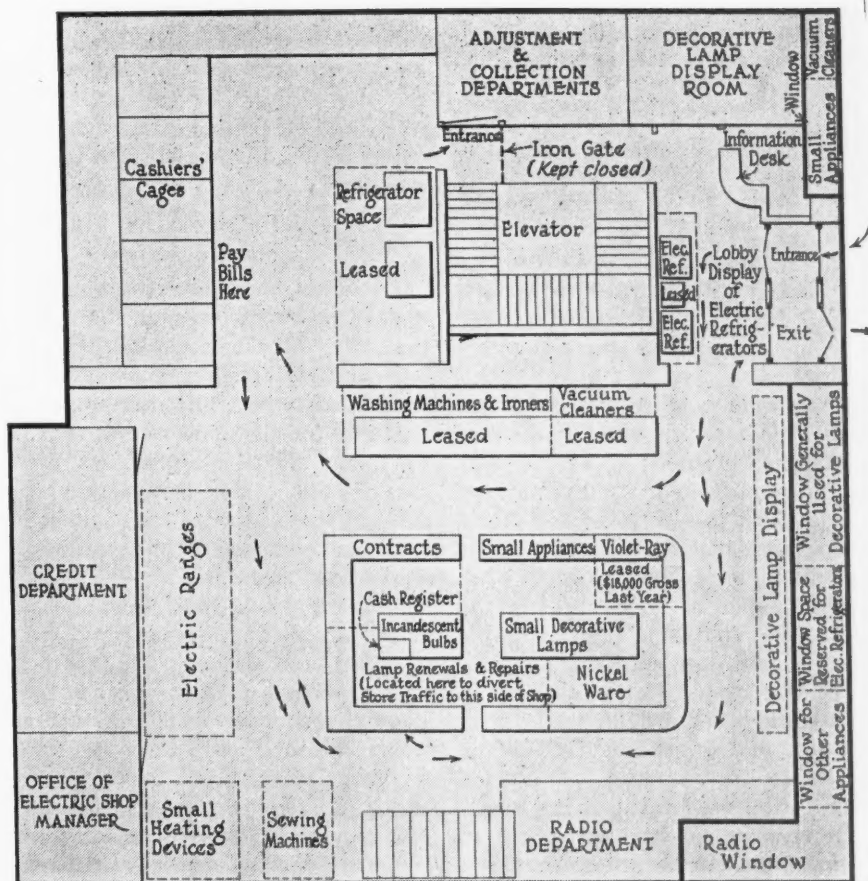 ADJUSTMENT
&
COLLECTION
DEPARTMENTS
DECORATIVE
LAMP
DISPLAY
ROOM
Window
Vacuum
Cleaners
Small
Appliances
Entrance
Iron Gate
(Kept closed)
Information
Desk
Cashiers'
Cages
Refrigerator
Space
Leased
Elevator
Pay
Bills
Here
Elec.
Ref.
Leased
Elec.
Ref.
Lobby
Display
of
Electric
Refrig-
erators
Entrance
Exit
Washing Machines & Ironers
Leased
Vacuum
Cleaners
Leased
Window Generally
Used for
Decorative Lamps
Decorative Lamp Display
Window Space
Reserved for
Elec. Refrigerators
Window for
Other
Appliances
CREDIT
DEPARTMENT
Electric Ranges
Contracts
Small Appliances
Violet-Ray
Leased
($18,000 Gross
Last Year)
Cash Register
Incandescent
Bulbs
Small Decorative
Lamps
Lamp Renewals & Repairs
(Located here to divert
Store Traffic to this side of Shop)
Nickel
Ware
OFFICE OF
ELECTRIC SHOP
MANAGER
Small
Heating
Devices
Sewing
Machines
RADIO
DEPARTMENT
Radio
Window